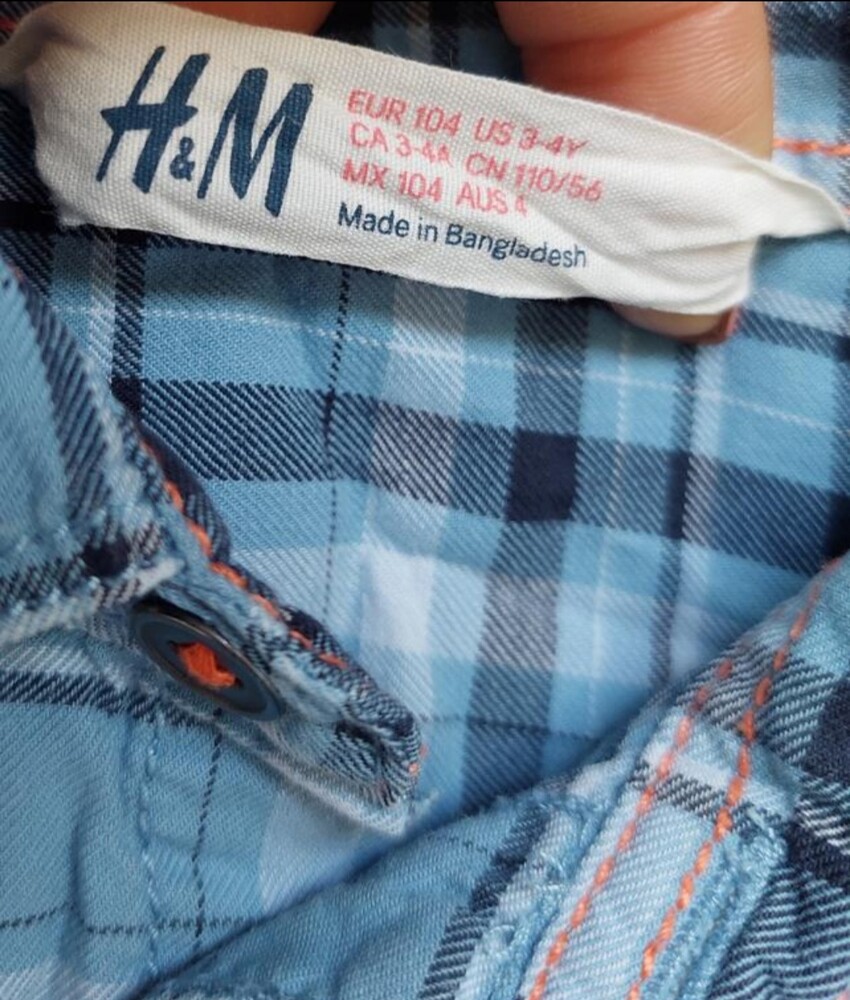 H&M
EUR 104 US 3-4Y
CA 3-4A CN 110/56
MX 104 AUS 4
Made in Bangladesh